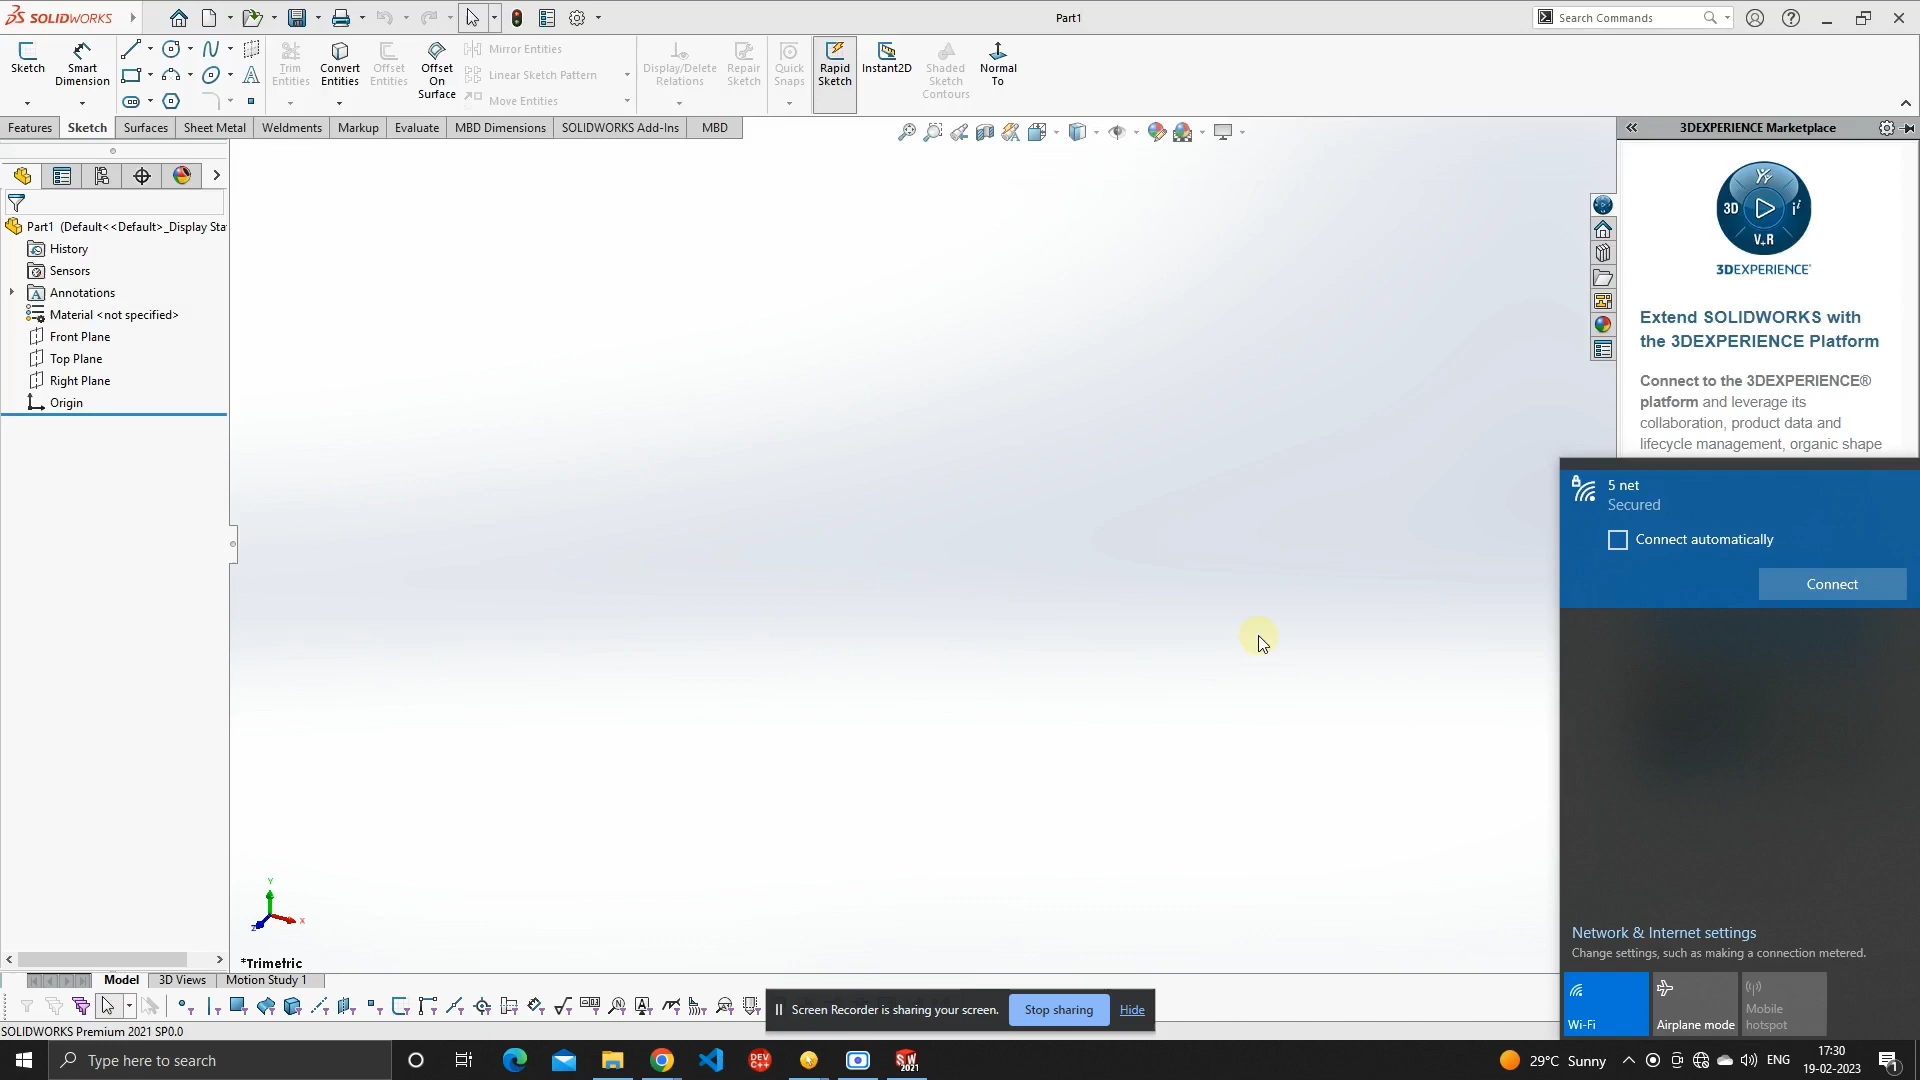 SOLIDWORKS
Part1
Search Commands
Sketch
Smart Dimension
Trim Entities
Convert Entities
Offset Entities
Offset On Surface
Mirror Entities
Linear Sketch Pattern
Move Entities
Display/Delete Relations
Repair Sketch
Quick Snaps
Rapid Sketch
Instant2D
Shaded Sketch Contours
Normal To
Features
Sketch
Surfaces
Sheet Metal
Weldments
Markup
Evaluate
MBD Dimensions
SOLIDWORKS Add-Ins
MBD
3DEXPERIENCE Marketplace
Part1 (Default<<Default>_Display Sta
History
Sensors
Annotations
Material <not specified>
Front Plane
Top Plane
Right Plane
Origin
3D
V+R
3DEXPERIENCE
Extend SOLIDWORKS with
the 3DEXPERIENCE Platform
Connect to the 3DEXPERIENCE®
platform and leverage its
collaboration, product data and
lifecycle management, organic shape
5 net
Secured
Connect automatically
Connect
Network & Internet settings
Change settings, such as making a connection metered.
Wi-Fi
Airplane mode
Mobile hotspot
Y
X
Z
*Trimetric
Model
3D Views
Motion Study 1
Screen Recorder is sharing your screen.
Stop sharing
Hide
SOLIDWORKS Premium 2021 SP0.0
Type here to search
DEV C++
SW 2021
29°C Sunny
ENG
17:30
19-02-2023
1